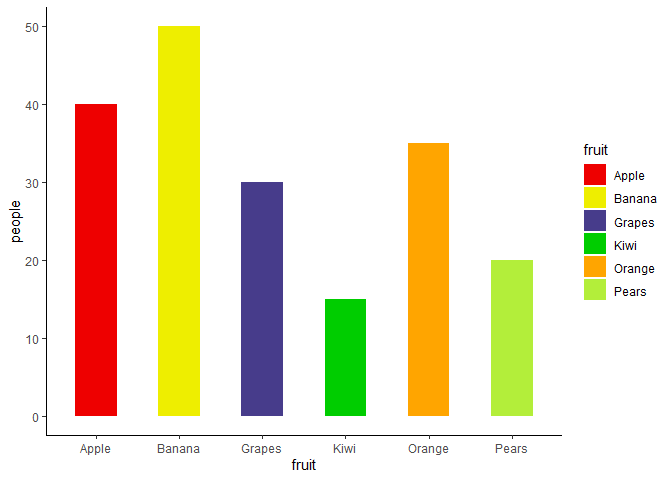 50
40
30
20
10
0
people
Apple Banana Grapes Kiwi Orange Pears
fruit
fruit
Apple
Banana
Grapes
Kiwi
Orange
Pears